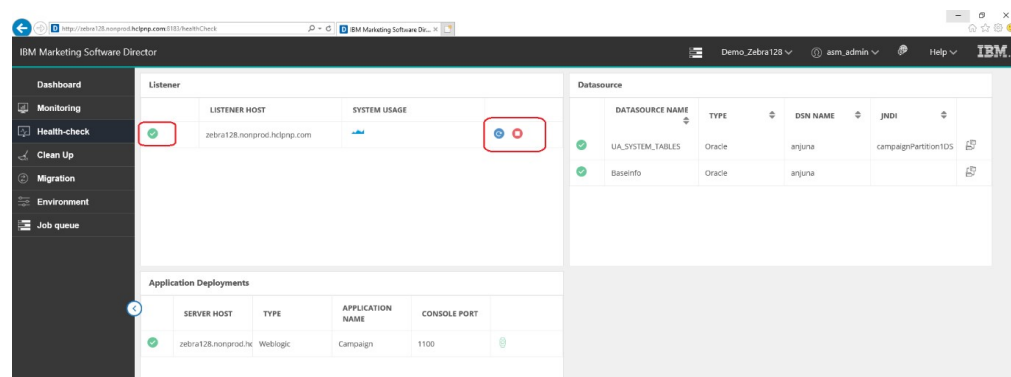 http://zebra128.nonprod.hclpnp.com:8183/healthCheck
IBM Marketing Software Dir...
IBM Marketing Software Director
Demo_Zebra128
asm_admin
Help
IBM.
Dashboard
Monitoring
Health-check
Clean Up
Migration
Environment
Job queue
Listener
LISTENER HOST SYSTEM USAGE
zebra128.nonprod.hclpnp.com
Datasource
DATASOURCE NAME TYPE DSN NAME JNDI
UA_SYSTEM_TABLES Oracle anjuna campaignPartition1DS
Baseinfo Oracle anjuna
Application Deployments
SERVER HOST TYPE APPLICATION NAME CONSOLE PORT
zebra128.nonprod.hc Weblogic Campaign 1100